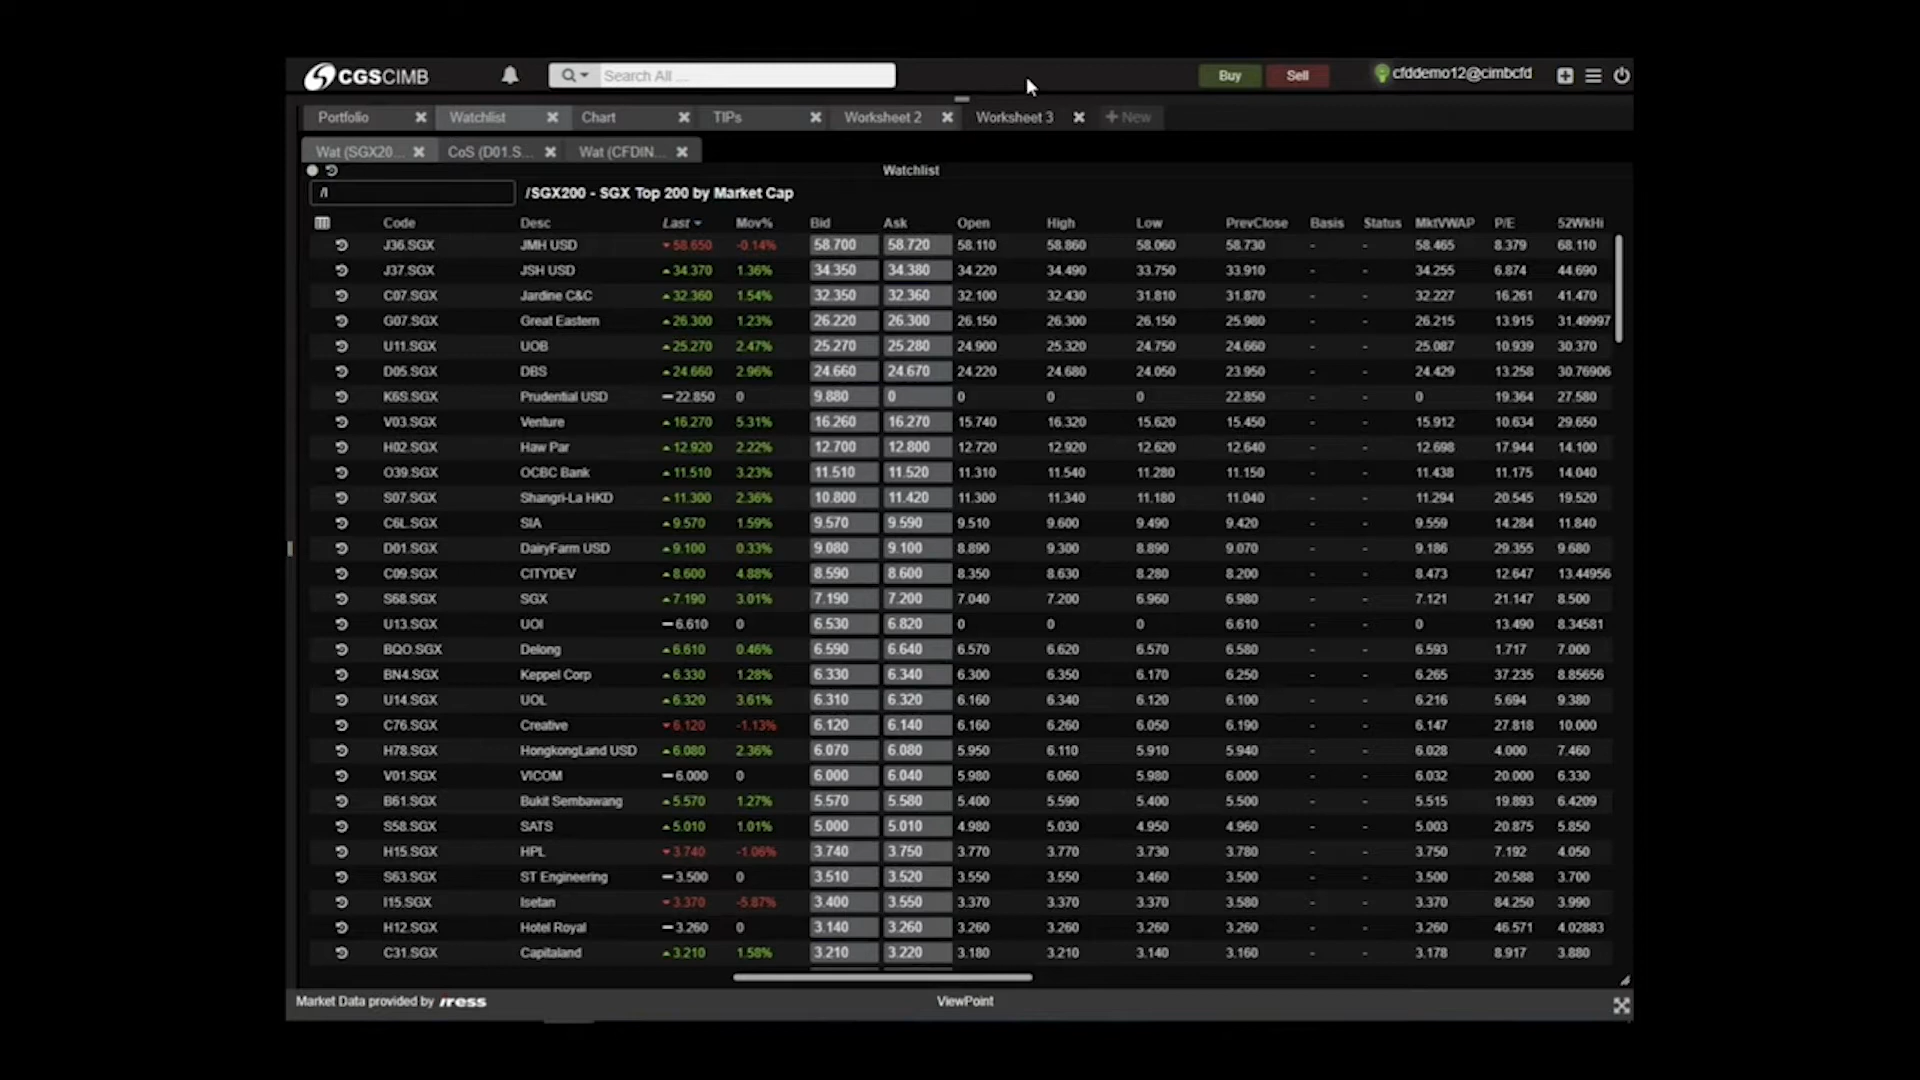 CGS CIMB Search All ... Buy Sell cfddemo12@cimbcfd
Portfolio Watchlist Chart TIPs Worksheet 2 Worksheet 3 + New
Wat (SGX20... CoS (D01.S... Wat (CFDIN...
Watchlist
/I /SGX200 - SGX Top 200 by Market Cap
Code Desc Last Mov% Bid Ask Open High Low PrevClose Basis Status MktVWAP P/E 52WkHi
J36.SGX JMH USD 58.650 -0.14% 58.700 58.720 58.110 58.860 58.060 58.730 - - 58.465 8.379 68.110
J37.SGX JSH USD 34.370 1.36% 34.350 34.380 34.220 34.490 33.750 33.910 - - 34.255 6.874 44.690
C07.SGX Jardine C&C 32.360 1.54% 32.350 32.360 32.100 32.430 31.810 31.870 - - 32.227 16.261 41.470
G07.SGX Great Eastern 26.300 1.23% 26.220 26.300 26.150 26.300 26.150 25.980 - - 26.215 13.915 31.49997
U11.SGX UOB 25.270 2.47% 25.270 25.280 24.900 25.320 24.750 24.660 - - 25.087 10.939 30.370
D05.SGX DBS 24.660 2.96% 24.660 24.670 24.220 24.680 24.050 23.950 - - 24.429 13.258 30.76906
K6S.SGX Prudential USD 22.850 0 9.880 0 0 0 0 22.850 - - 0 19.364 27.580
V03.SGX Venture 16.270 5.31% 16.260 16.270 15.740 16.320 15.620 15.450 - - 15.912 10.634 29.650
H02.SGX Haw Par 12.920 2.22% 12.700 12.800 12.720 12.920 12.620 12.640 - - 12.698 17.944 14.100
O39.SGX OCBC Bank 11.510 3.23% 11.510 11.520 11.310 11.540 11.280 11.150 - - 11.438 11.175 14.040
S07.SGX Shangri-La HKD 11.300 2.36% 10.800 11.420 11.300 11.340 11.180 11.040 - - 11.294 20.545 19.520
C6L.SGX SIA 9.570 1.59% 9.570 9.590 9.510 9.600 9.490 9.420 - - 9.559 14.284 11.840
D01.SGX DairyFarm USD 9.100 0.33% 9.080 9.100 8.890 9.300 8.890 9.070 - - 9.186 29.355 9.680
C09.SGX CITYDEV 8.600 4.88% 8.590 8.600 8.350 8.630 8.280 8.200 - - 8.473 12.647 13.44956
S68.SGX SGX 7.190 3.01% 7.190 7.200 7.040 7.200 6.960 6.980 - - 7.121 21.147 8.500
U13.SGX UOI 6.610 0 6.530 6.820 0 0 0 6.610 - - 0 13.490 8.34581
BQO.SGX Delong 6.610 0.46% 6.590 6.640 6.570 6.620 6.570 6.580 - - 6.593 1.717 7.000
BN4.SGX Keppel Corp 6.330 1.28% 6.330 6.340 6.300 6.350 6.170 6.250 - - 6.265 37.235 8.85656
U14.SGX UOL 6.320 3.61% 6.310 6.320 6.160 6.340 6.120 6.100 - - 6.216 5.694 9.380
C76.SGX Creative 6.120 -1.13% 6.120 6.140 6.160 6.260 6.050 6.190 - - 6.147 27.818 10.000
H78.SGX HongkongLand USD 6.080 2.36% 6.070 6.080 5.950 6.110 5.910 5.940 - - 6.028 4.000 7.460
V01.SGX VICOM 6.000 0 6.000 6.040 5.980 6.060 5.980 6.000 - - 6.032 20.000 6.330
B61.SGX Bukit Sembawang 5.570 1.27% 5.570 5.580 5.400 5.590 5.400 5.500 - - 5.515 19.893 6.4209
S58.SGX SATS 5.010 1.01% 5.000 5.010 4.980 5.030 4.950 4.960 - - 5.003 20.875 5.850
H15.SGX HPL 3.740 -1.06% 3.740 3.750 3.770 3.770 3.730 3.780 - - 3.750 7.192 4.050
S63.SGX ST Engineering 3.500 0 3.510 3.520 3.550 3.550 3.460 3.500 - - 3.500 20.588 3.700
I15.SGX Isetan 3.370 -5.87% 3.400 3.550 3.370 3.370 3.370 3.580 - - 3.370 84.250 3.990
H12.SGX Hotel Royal 3.260 0 3.140 3.260 3.260 3.260 3.260 3.260 - - 3.260 46.571 4.02883
C31.SGX Capitaland 3.210 1.58% 3.210 3.220 3.180 3.210 3.140 3.160 - - 3.178 8.917 3.880
Market Data provided by iress ViewPoint